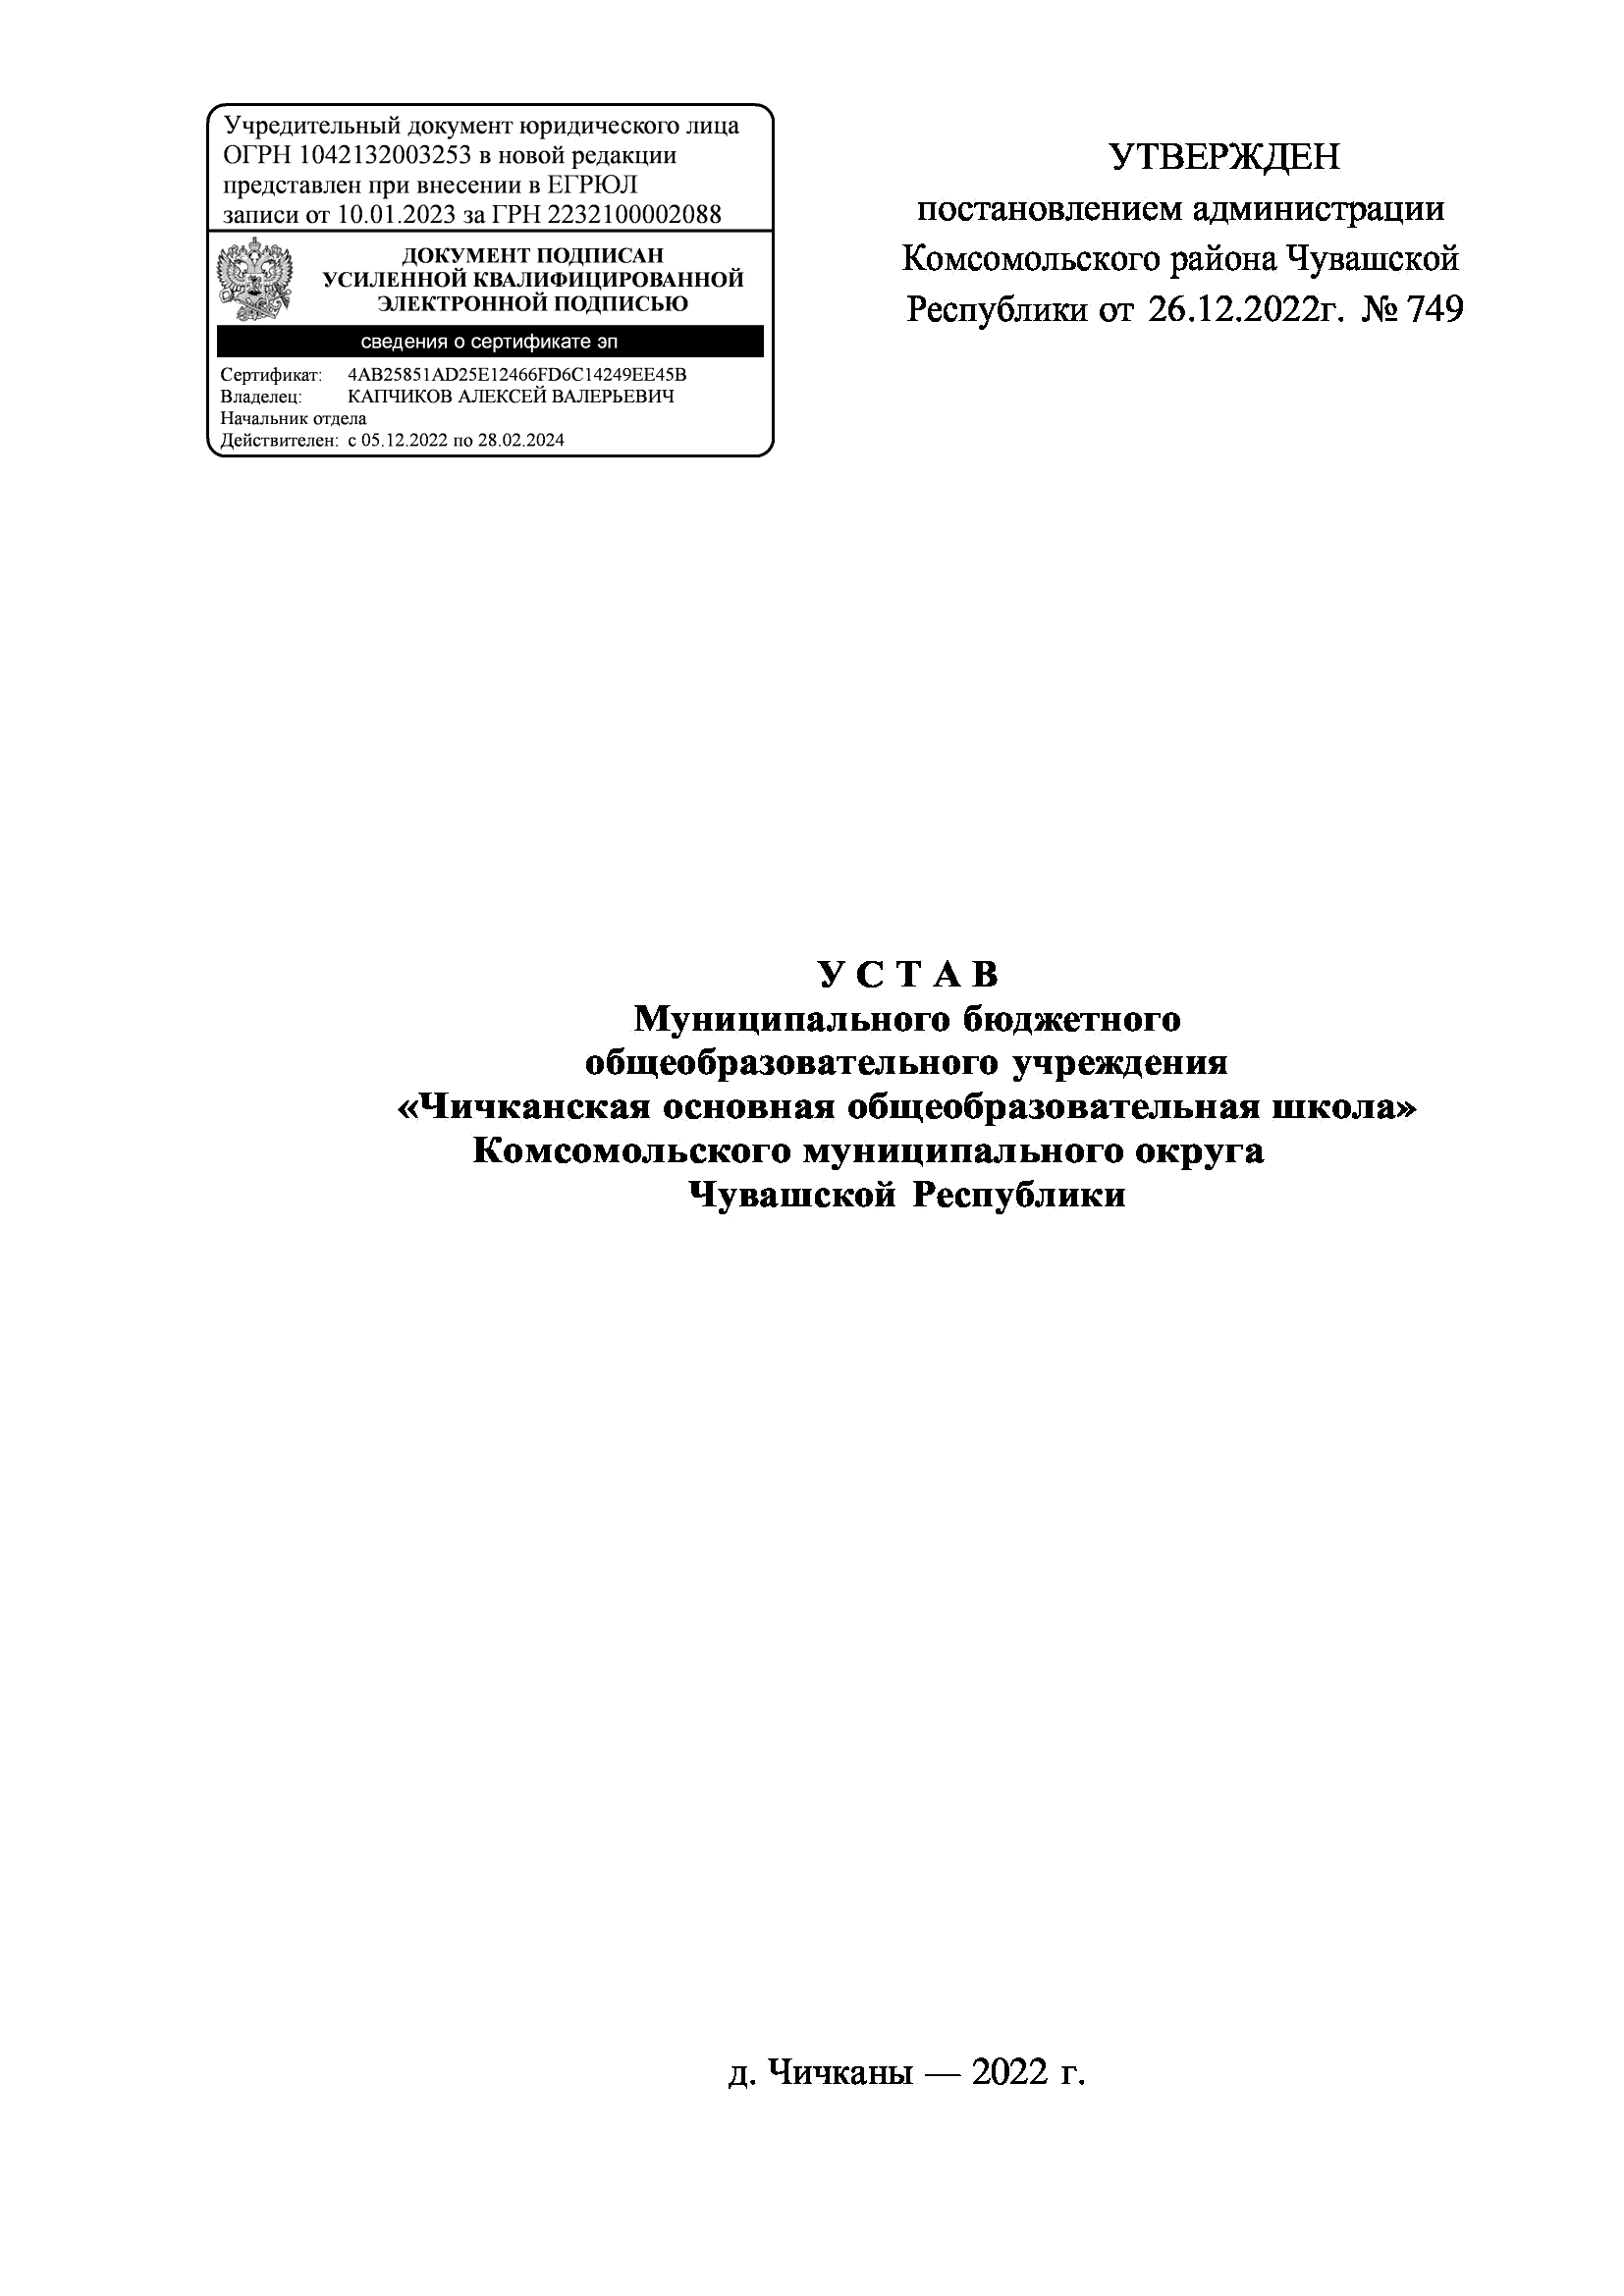 Учредительный документ юридического лица
ОГРН 1042132003253 в новой редакции
представлен при внесении в ЕГРЮЛ
записи от 10.01.2023 за ГРН 2232100002088
ДОКУМЕНТ ПОДПИСАН
УСИЛЕННОЙ КВАЛИФИЦИРОВАННОЙ
ЭЛЕКТРОННОЙ ПОДПИСЬЮ
сведения о сертификате эп
Сертификат: 4AB25851AD25E12466FD6C14249EE45B
Владелец: КАПЧИКОВ АЛЕКСЕЙ ВАЛЕРЬЕВИЧ
Начальник отдела
Действителен: с 05.12.2022 по 28.02.2024
УТВЕРЖДЕН
постановлением администрации
Комсомольского района Чувашской
Республики от 26.12.2022г. № 749
У С Т А В
Муниципального бюджетного
общеобразовательного учреждения
«Чичканская основная общеобразовательная школа»
Комсомольского муниципального округа
Чувашской Республики
д. Чичканы — 2022 г.